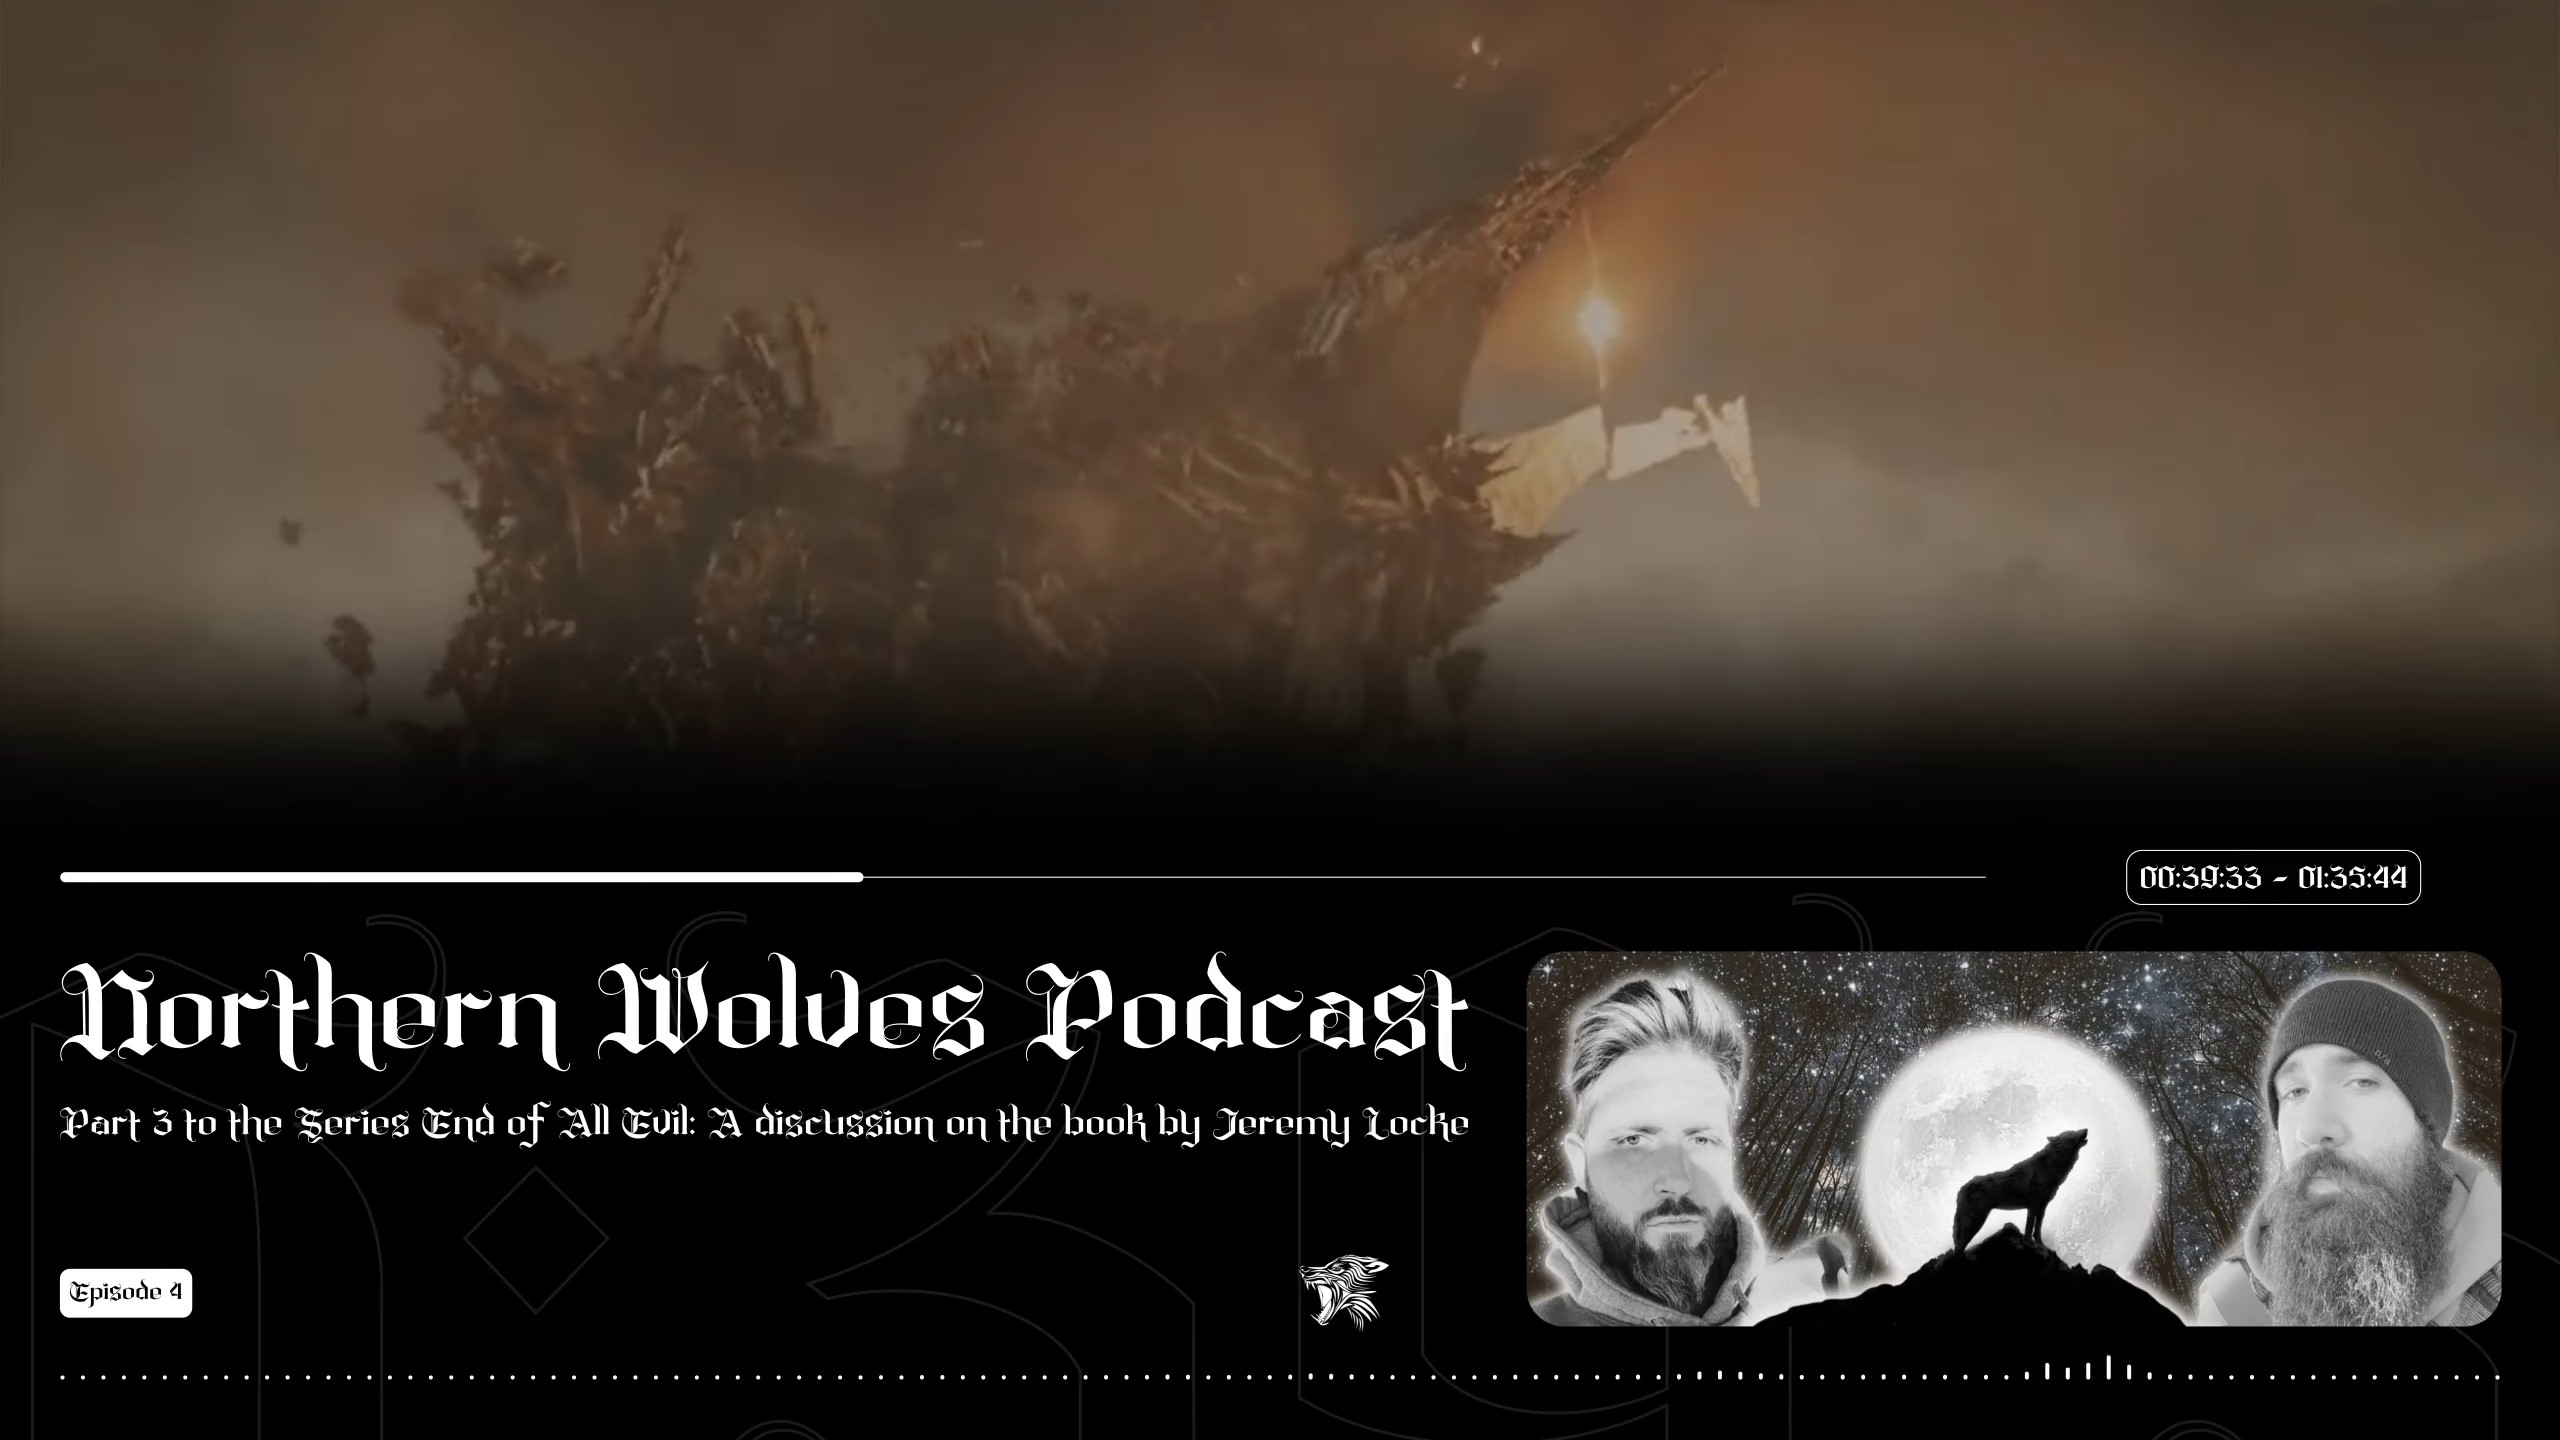 00:39:33 - 01:35:44
Northern Wolves Podcast
Part 3 to the Series End of All Evil: A discussion on the book by Jeremy Locke
Episode 4